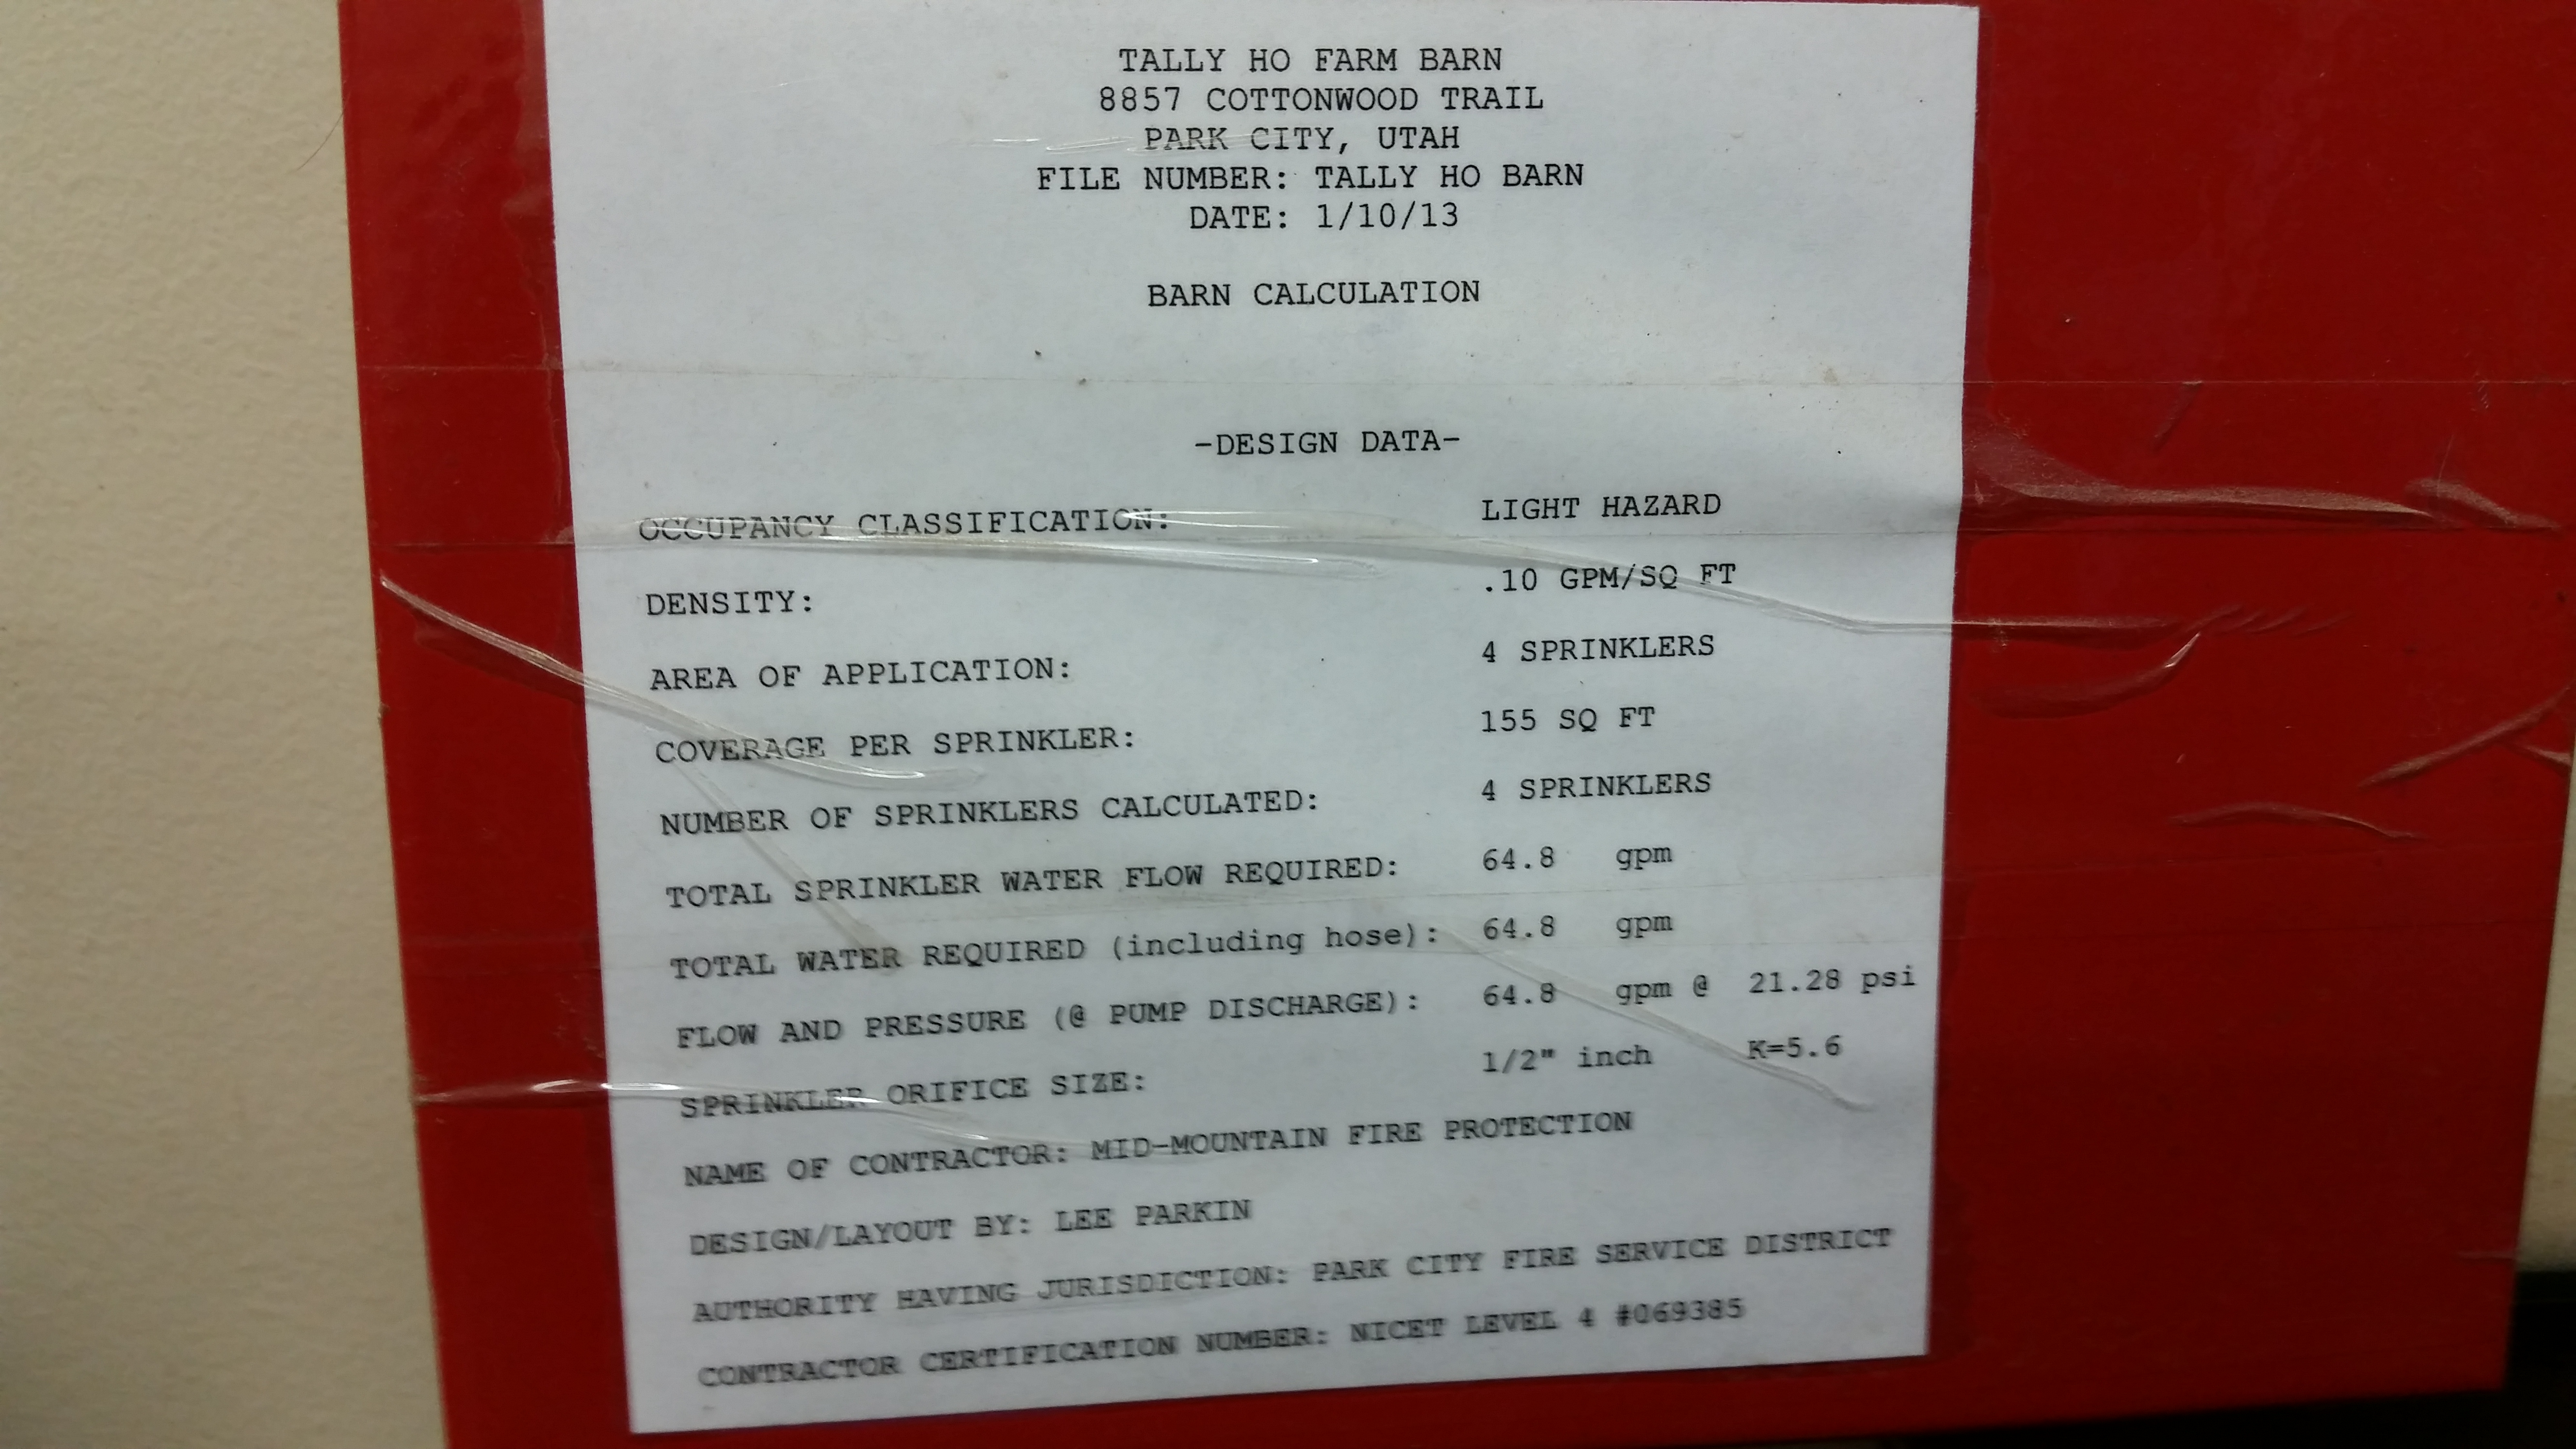 TALLY HO FARM BARN
8857 COTTONWOOD TRAIL
PARK CITY, UTAH
FILE NUMBER: TALLY HO BARN
DATE: 1/10/13
BARN CALCULATION
-DESIGN DATA-
OCCUPANCY CLASSIFICATION: LIGHT HAZARD
DENSITY: .10 GPM/SQ FT
AREA OF APPLICATION: 4 SPRINKLERS
COVERAGE PER SPRINKLER: 155 SQ FT
NUMBER OF SPRINKLERS CALCULATED: 4 SPRINKLERS
TOTAL SPRINKLER WATER FLOW REQUIRED: 64.8 gpm
TOTAL WATER REQUIRED (including hose): 64.8 gpm
FLOW AND PRESSURE (@ PUMP DISCHARGE): 64.8 gpm @ 21.28 psi
SPRINKLER ORIFICE SIZE: 1/2" inch K=5.6
NAME OF CONTRACTOR: MID-MOUNTAIN FIRE PROTECTION
DESIGN/LAYOUT BY: LEE PARKIN
AUTHORITY HAVING JURISDICTION: PARK CITY FIRE SERVICE DISTRICT
CONTRACTOR CERTIFICATION NUMBER: NICET LEVEL 4 #069385